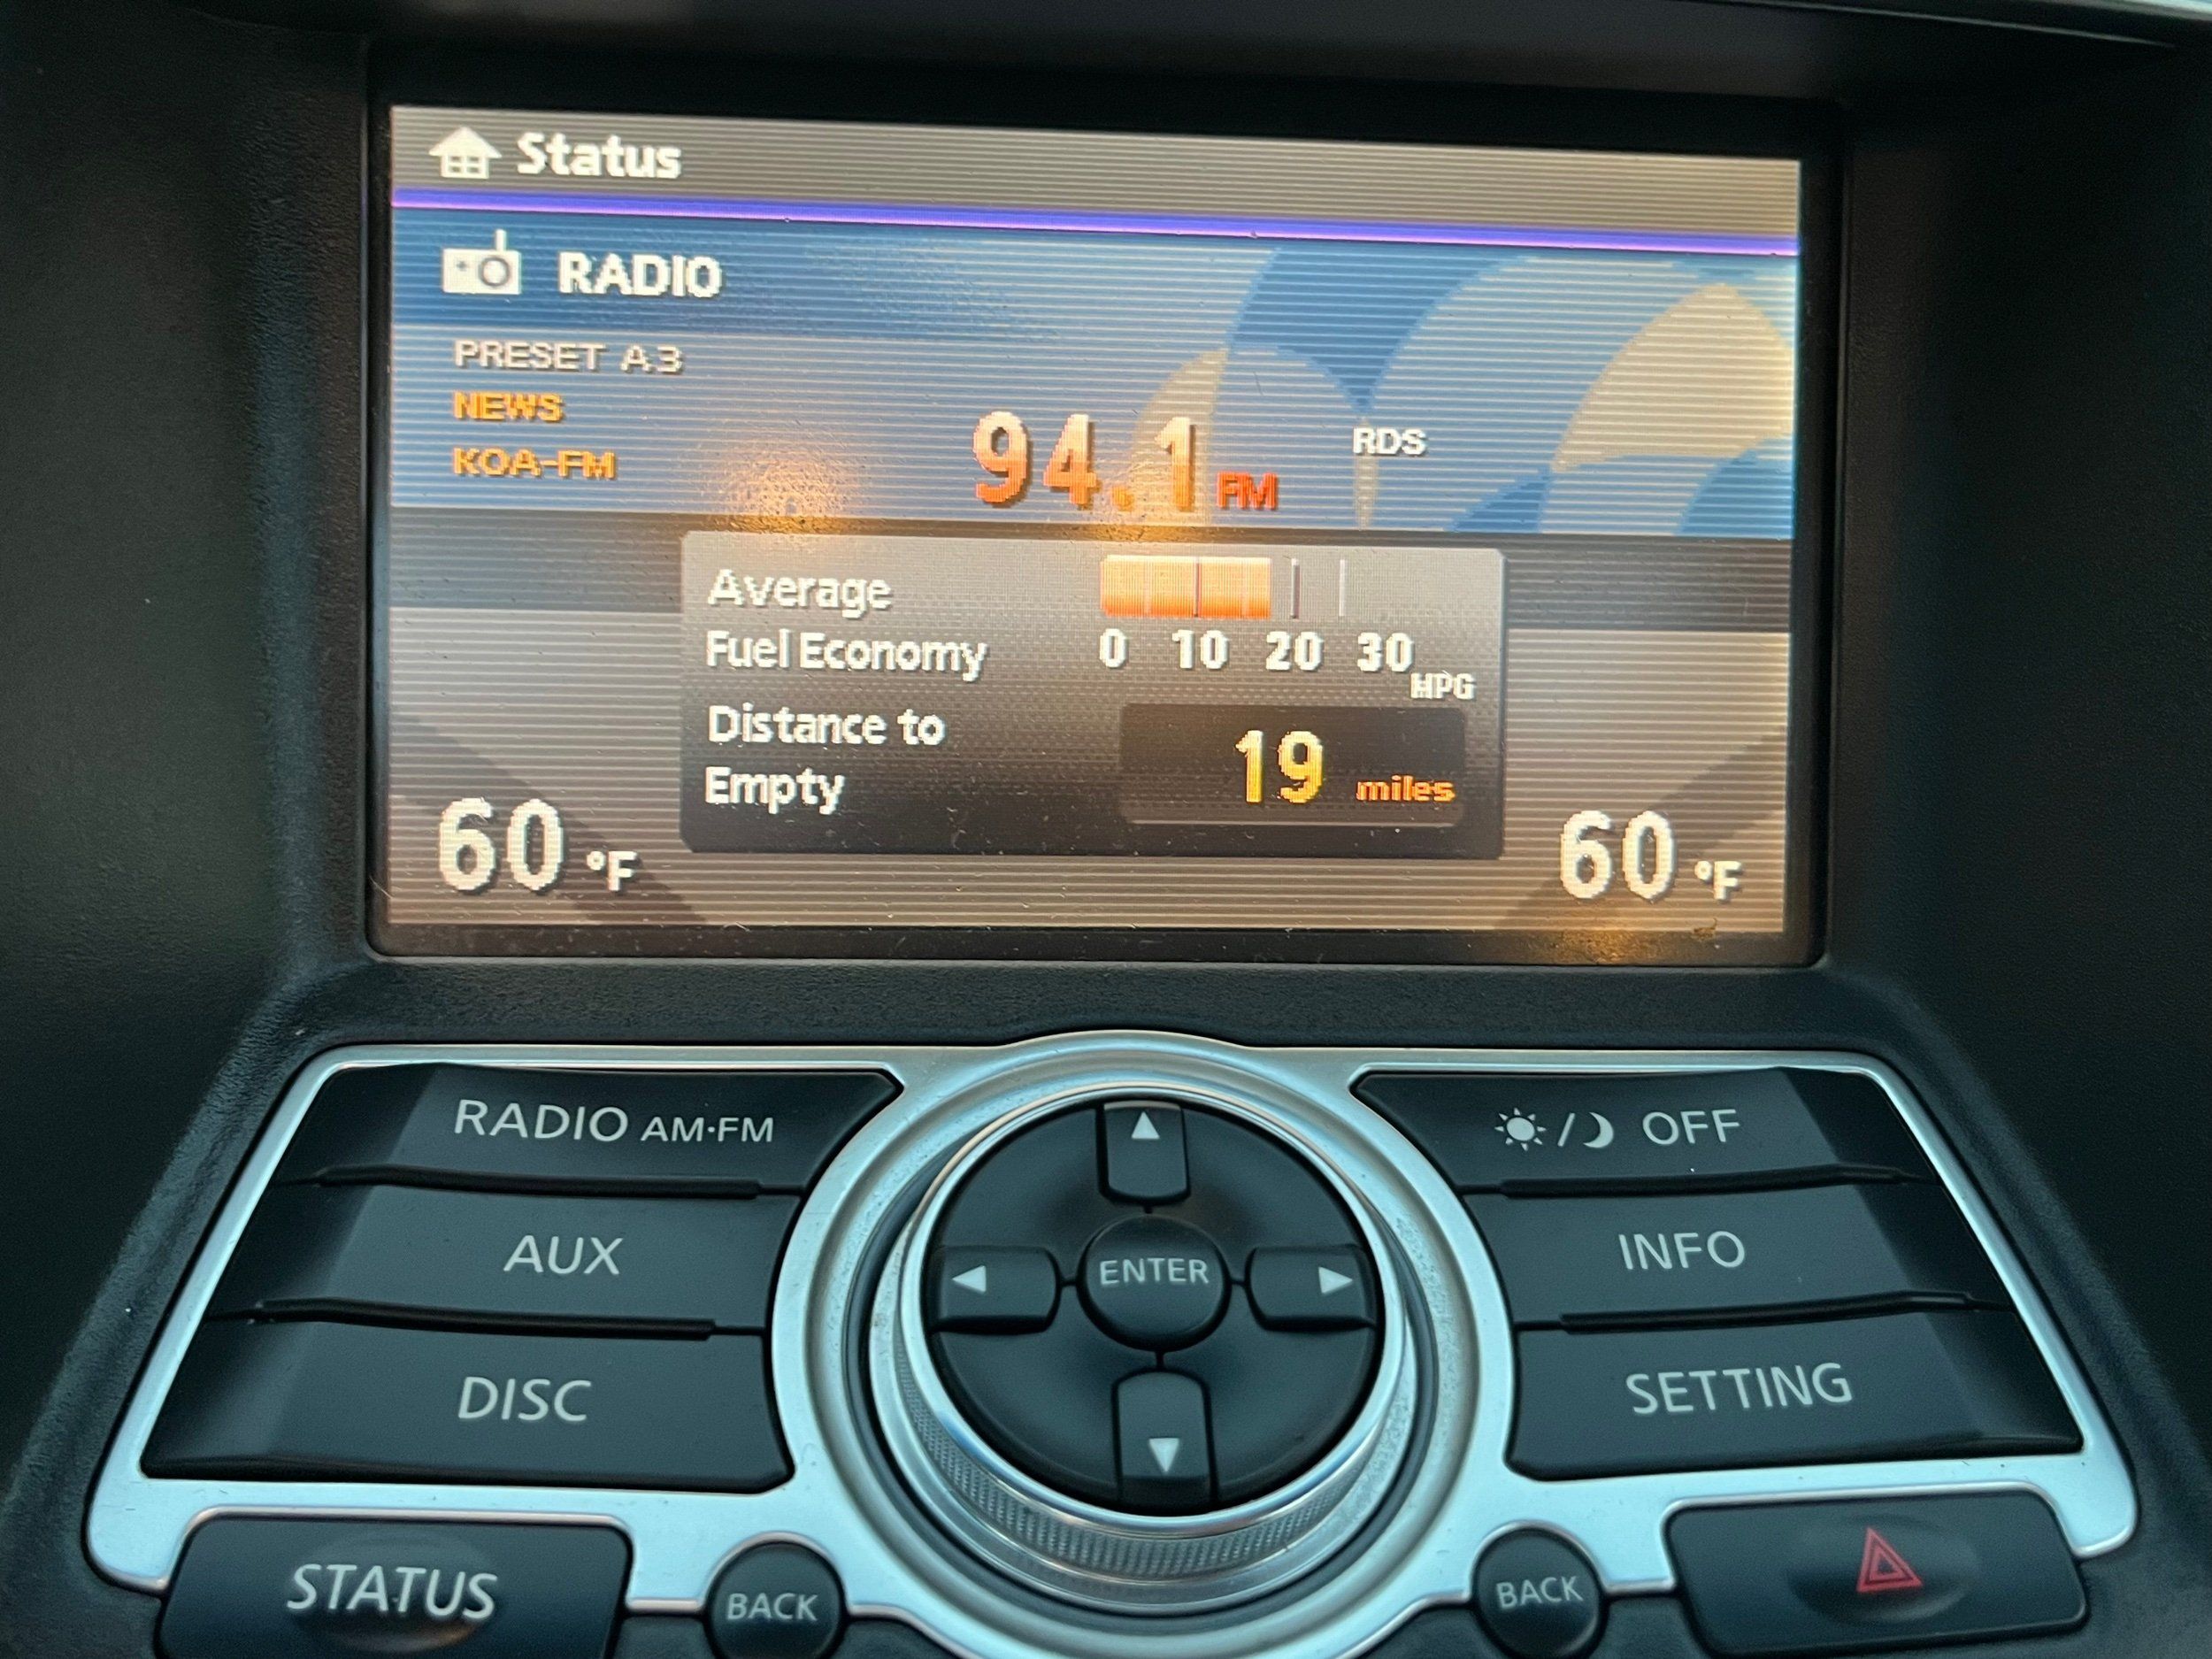 Status
RADIO
PRESET A.3
NEWS
KOA-FM
94.1 FM
RDS
Average
Fuel Economy
0 10 20 30
MPG
Distance to
Empty
19 miles
60 °F
60 °F
RADIO AM·FM
AUX
DISC
ENTER
/ OFF
INFO
SETTING
STATUS
BACK
BACK